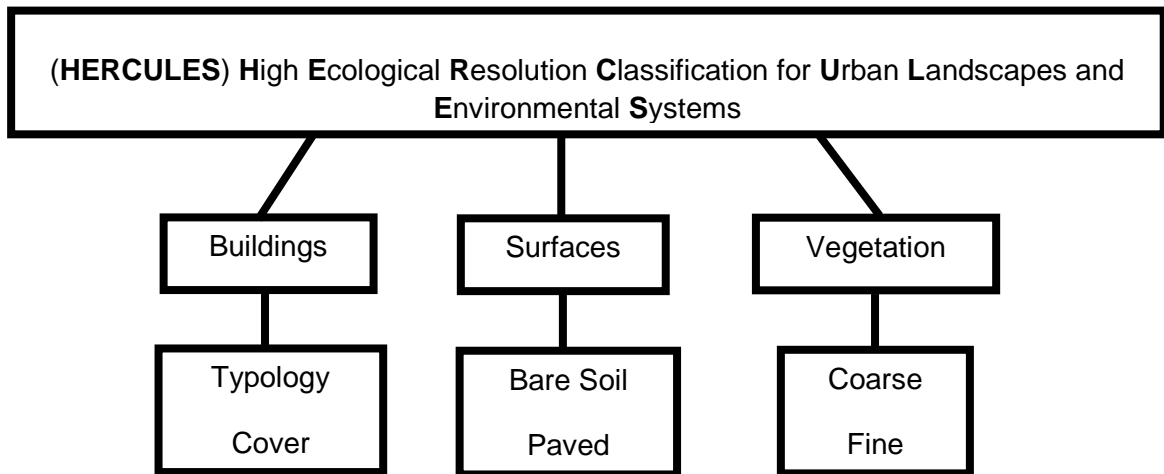 (HERCULES) High Ecological Resolution Classification for Urban Landscapes and
Environmental Systems
Buildings
Surfaces
Vegetation
Typology
Cover
Bare Soil
Paved
Coarse
Fine